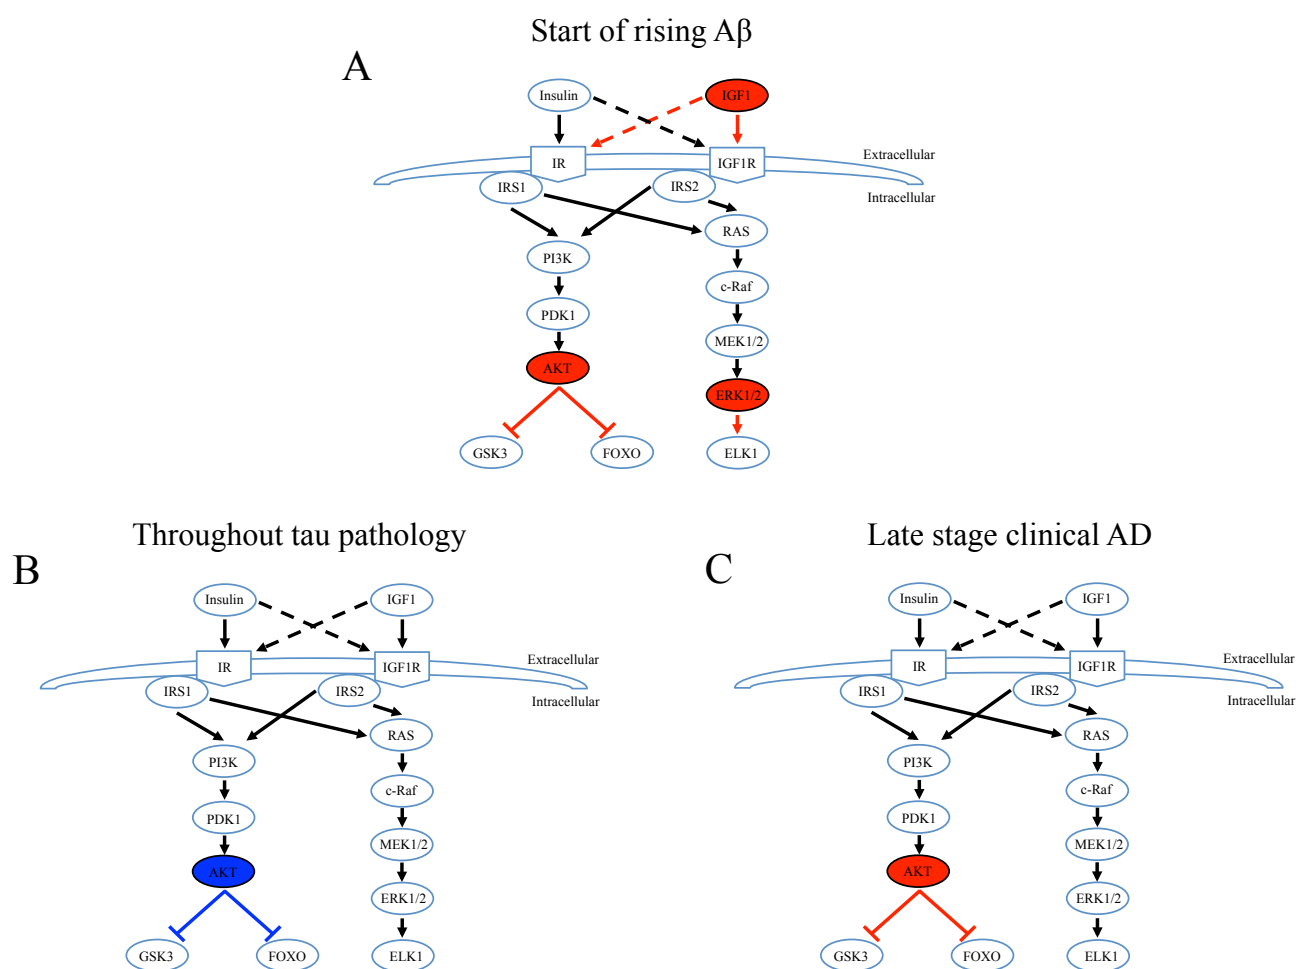 Start of rising Aβ
A
Insulin
IGF1
IR
IGF1R
Extracellular
IRS1
IRS2
Intracellular
RAS
PI3K
c-Raf
PDK1
MEK1/2
AKT
ERK1/2
GSK3
FOXO
ELK1
Throughout tau pathology
B
Insulin
IGF1
IR
IGF1R
Extracellular
IRS1
IRS2
Intracellular
RAS
PI3K
c-Raf
PDK1
MEK1/2
AKT
ERK1/2
GSK3
FOXO
ELK1
Late stage clinical AD
C
Insulin
IGF1
IR
IGF1R
Extracellular
IRS1
IRS2
Intracellular
RAS
PI3K
c-Raf
PDK1
MEK1/2
AKT
ERK1/2
GSK3
FOXO
ELK1